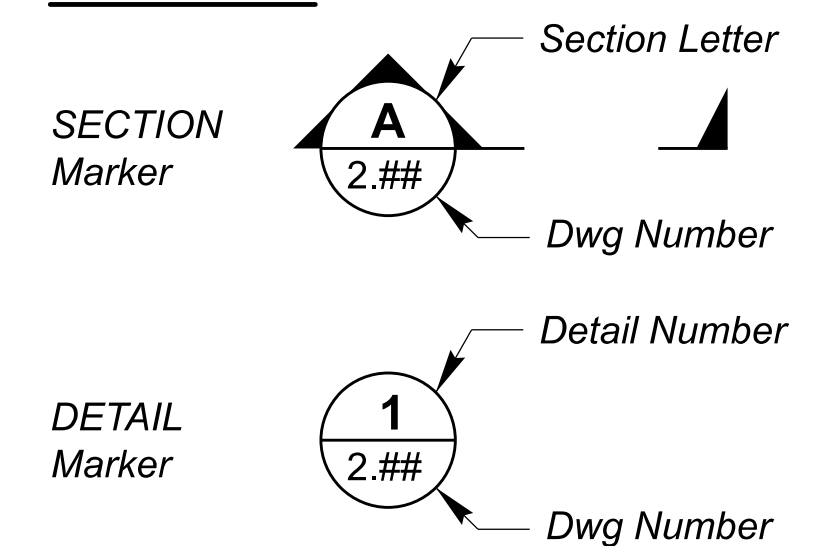 Section Letter
SECTION
Marker
A
2.##
Dwg Number
Detail Number
DETAIL
Marker
1
2.##
Dwg Number